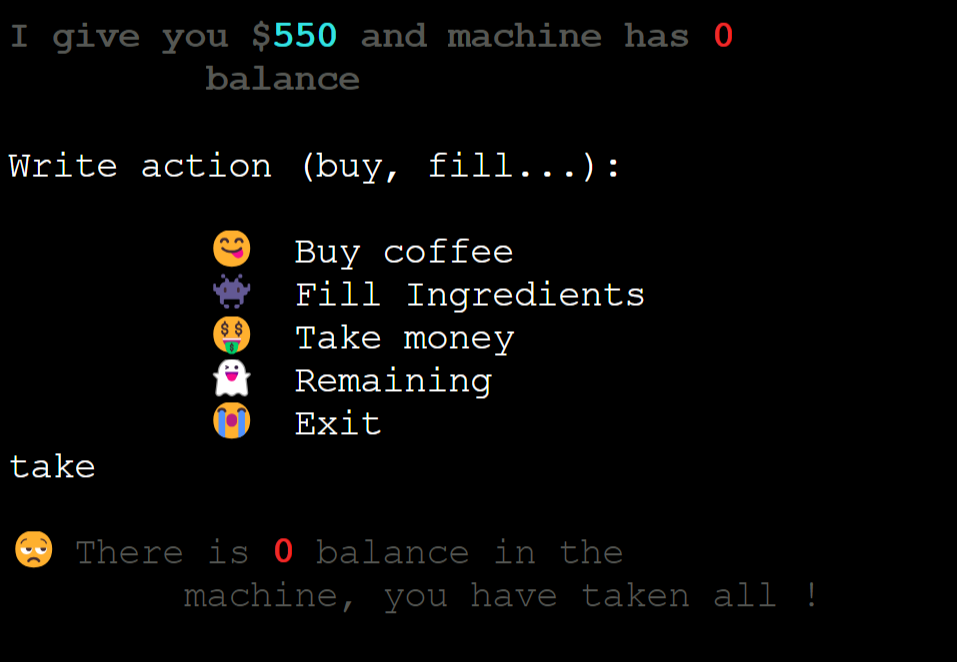 I give you $550 and machine has 0
balance
Write action (buy, fill...):
Buy coffee
Fill Ingredients
Take money
Remaining
Exit
take
There is 0 balance in the
machine, you have taken all !